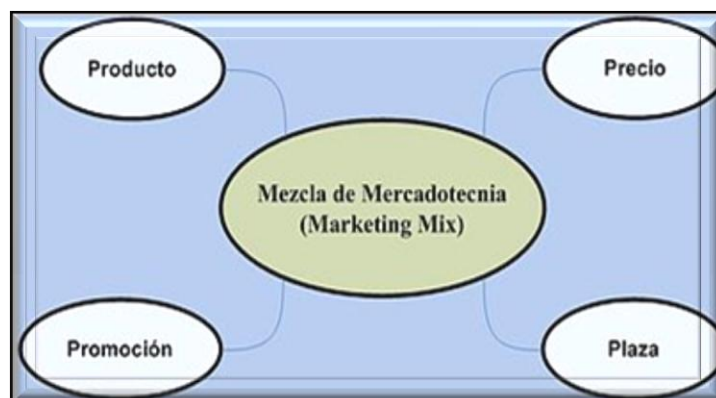 Producto
Precio
Mezcla de Mercadotecnia
(Marketing Mix)
Promoción
Plaza